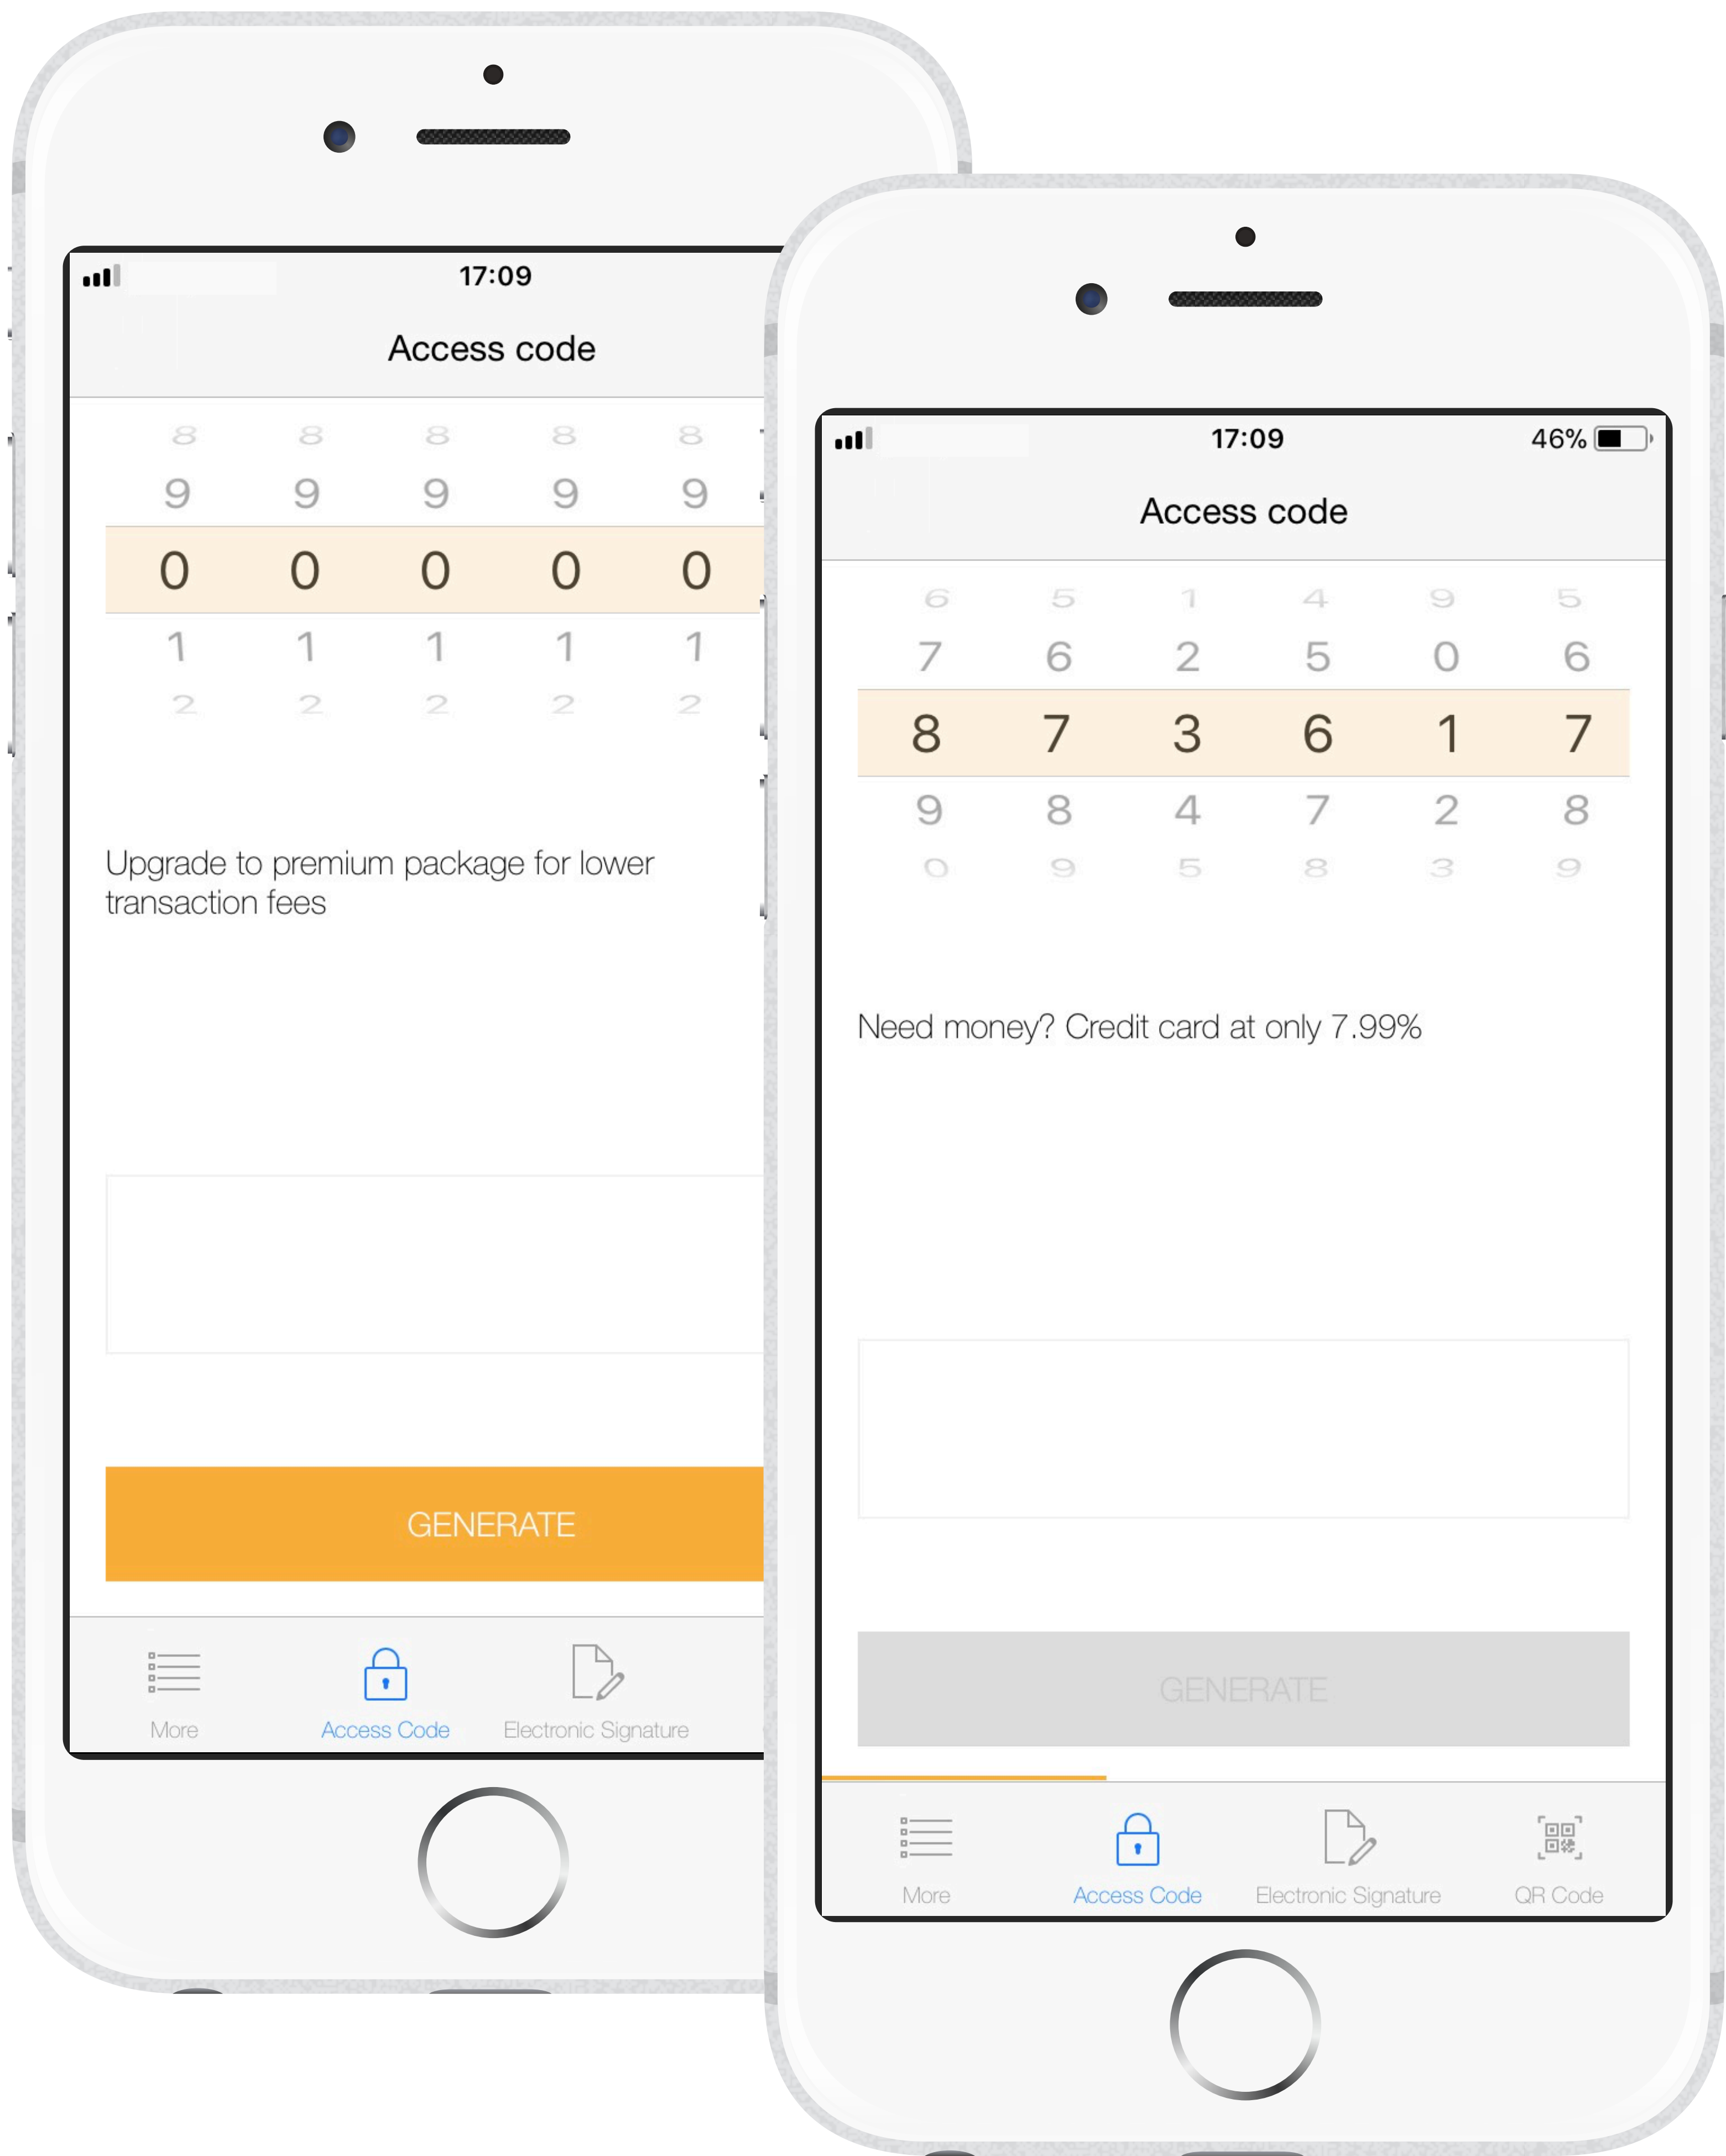 17:09
Access code
8 8 8 8 8
9 9 9 9 9
0 0 0 0 0
1 1 1 1 1
2 2 2 2 2
Upgrade to premium package for lower
transaction fees
GENERATE
More Access Code Electronic Signature
17:09 46%
Access code
6 5 1 4 9 5
7 6 2 5 0 6
8 7 3 6 1 7
9 8 4 7 2 8
0 9 5 8 3 9
Need money? Credit card at only 7.99%
GENERATE
More Access Code Electronic Signature QR Code